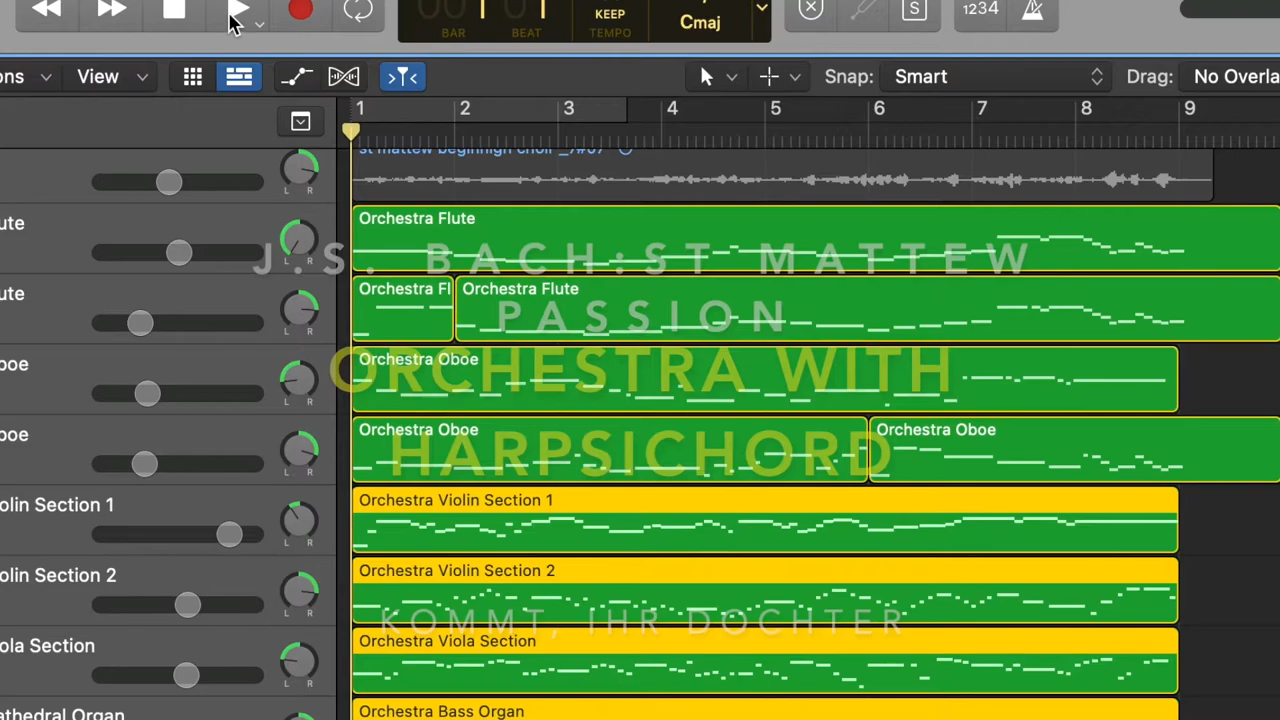 BAR
BEAT
KEEP
TEMPO
Cmaj
S
1234
ons
View
Snap: Smart
Drag: No Overla
1 2 3 4 5 6 7 8 9
L R
ute
Orchestra Flute
L R
J.S. BACH:ST MATTEW
ute
Orchestra Fl
Orchestra Flute
PASSION
L R
oe
Orchestra Oboe
ORCHESTRA WITH
L R
oe
Orchestra Oboe
Orchestra Oboe
HARPSICHORD
L R
olin Section 1
Orchestra Violin Section 1
L R
olin Section 2
Orchestra Violin Section 2
L R
KOMMT, IHR DOCHTER
ola Section
Orchestra Viola Section
L R
athedral Organ
Orchestra Bass Organ